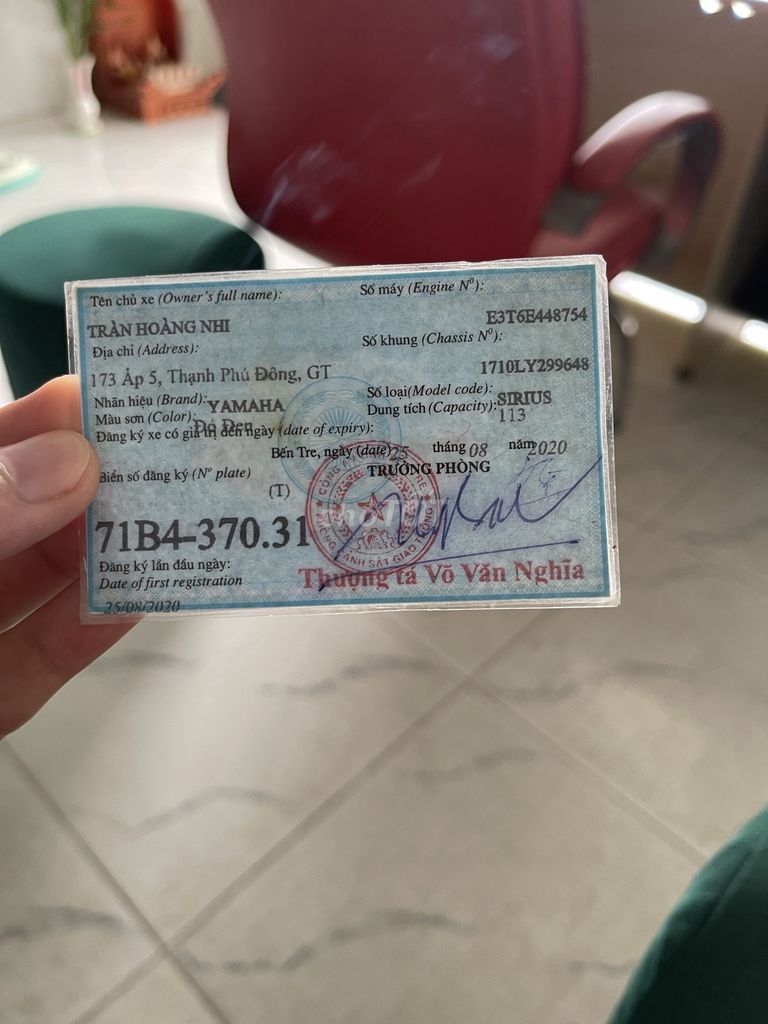 Tên chủ xe (Owner's full name):
TRẦN HOÀNG NHI
Số máy (Engine Nº):
E3T6E448754
Địa chỉ (Address):
173 Ấp 5, Thạnh Phú Đông, GT
Số khung (Chassis Nº):
1710LY299648
Nhãn hiệu (Brand): YAMAHA
Số loại (Model code): SIRIUS
Màu sơn (Color): Đỏ Đen
Dung tích (Capacity): 113
Đăng ký xe có giá trị đến ngày (date of expiry):
Bến Tre, ngày (date) 25 tháng 08 năm 2020
Biển số đăng ký (Nº plate)
TRƯỞNG PHÒNG
(T)
71B4-370.31
Đăng ký lần đầu ngày:
Date of first registration
25/08/2020
Thượng tá Võ Văn Nghĩa